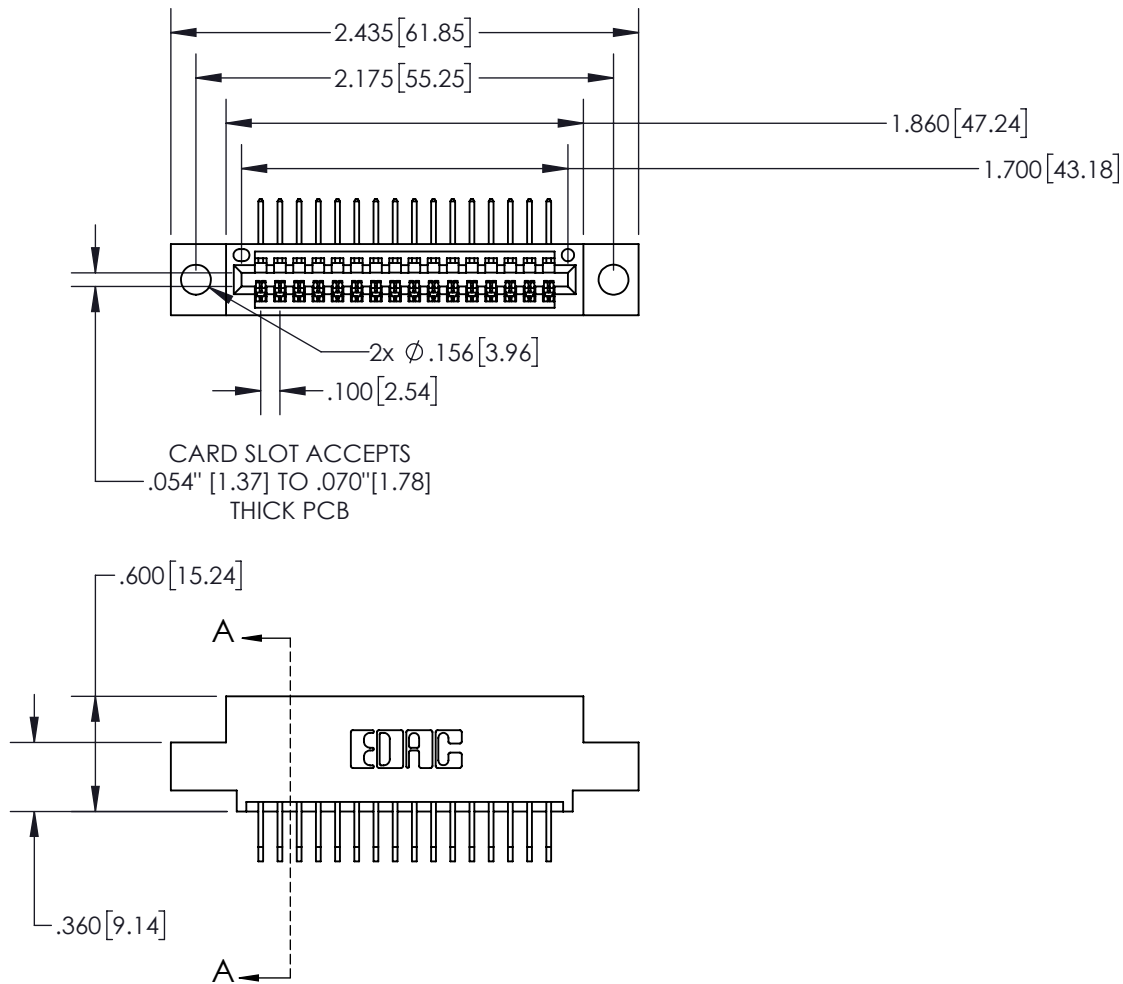 2.435[61.85]
2.175[55.25]
1.860[47.24]
1.700[43.18]
2x Ø.156[3.96]
.100[2.54]
CARD SLOT ACCEPTS
.054" [1.37] TO .070"[1.78]
THICK PCB
.600[15.24]
A
EDAC
.360[9.14]
A